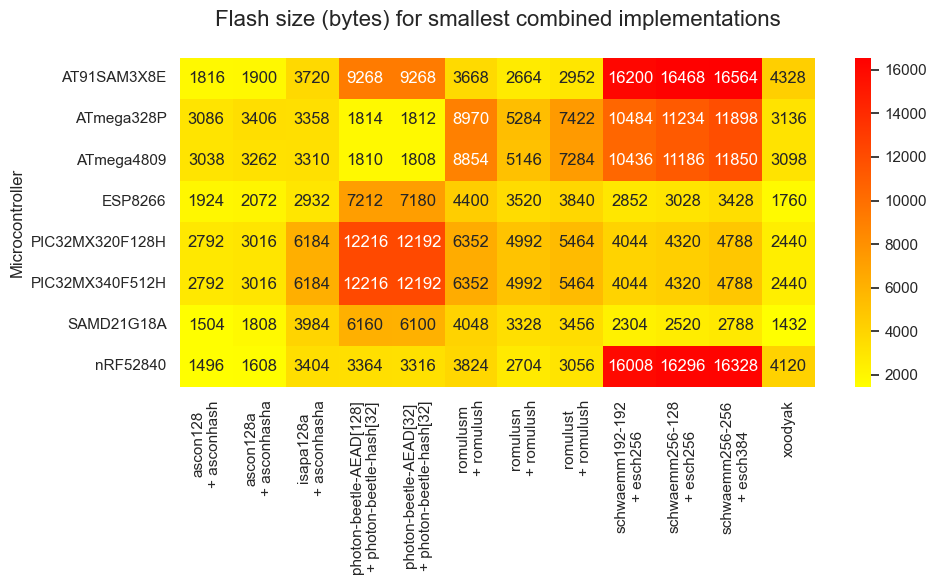 Flash size (bytes) for smallest combined implementations
Microcontroller
AT91SAM3X8E 1816 1900 3720 9268 9268 3668 2664 2952 16200 16468 16564 4328
ATmega328P 3086 3406 3358 1814 1812 8970 5284 7422 10484 11234 11898 3136
ATmega4809 3038 3262 3310 1810 1808 8854 5146 7284 10436 11186 11850 3098
ESP8266 1924 2072 2932 7212 7180 4400 3520 3840 2852 3028 3428 1760
PIC32MX320F128H 2792 3016 6184 12216 12192 6352 4992 5464 4044 4320 4788 2440
PIC32MX340F512H 2792 3016 6184 12216 12192 6352 4992 5464 4044 4320 4788 2440
SAMD21G18A 1504 1808 3984 6160 6100 4048 3328 3456 2304 2520 2788 1432
nRF52840 1496 1608 3404 3364 3316 3824 2704 3056 16008 16296 16328 4120
ascon128
+ asconhash
ascon128a
+ asconhasha
isapa128a
+ asconhasha
photon-beetle-AEAD[128]
+ photon-beetle-hash[32]
photon-beetle-AEAD[32]
+ photon-beetle-hash[32]
romulusm
+ romulush
romulusn
+ romulush
romulust
+ romulush
schwaemm192-192
+ esch256
schwaemm256-128
+ esch256
schwaemm256-256
+ esch384
xoodyak
16000
14000
12000
10000
8000
6000
4000
2000